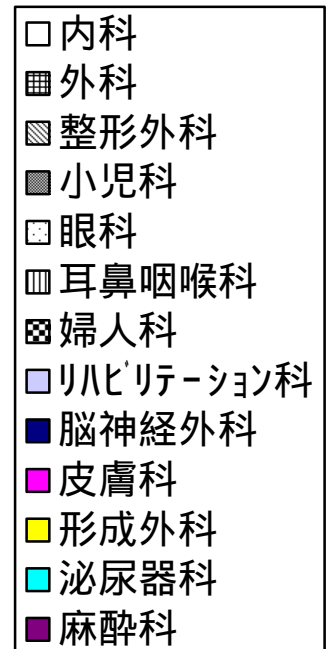 内科
外科
整形外科
小児科
眼科
耳鼻咽喉科
婦人科
ﾘﾊﾋﾞﾘﾃｰｼｮﾝ科
脳神経外科
皮膚科
形成外科
泌尿器科
麻酔科